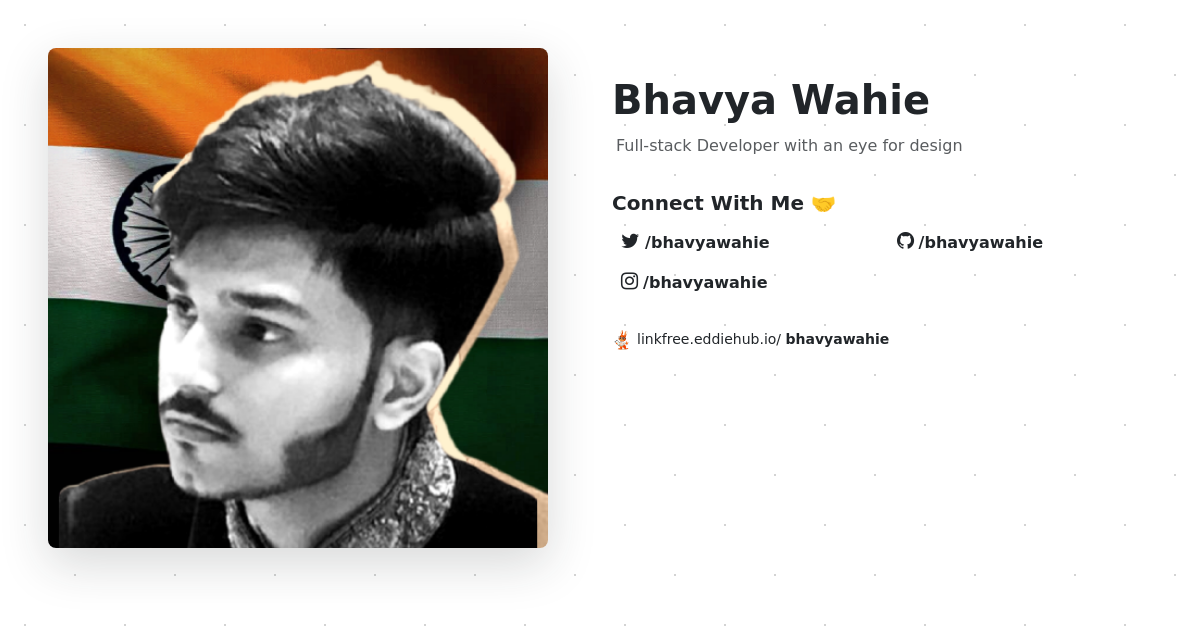 Bhavya Wahie
Full-stack Developer with an eye for design
Connect With Me 🤝
/bhavyawahie
/bhavyawahie
/bhavyawahie
linkfree.eddiehub.io/ bhavyawahie